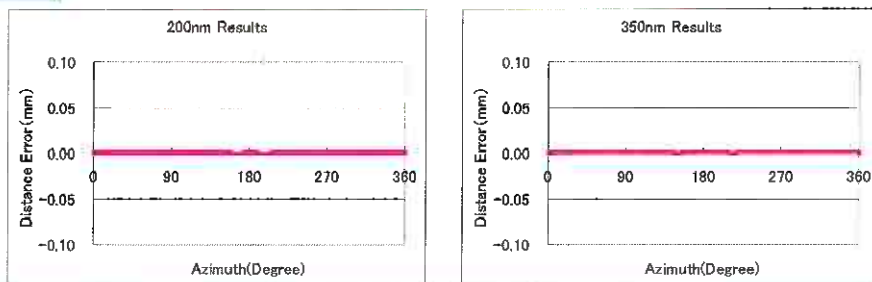 200nm Results
0.10
0.05
0.00
-0.05
-0.10
0 90 180 270 360
Distance Error(mm)
Azimuth(Degree)
350nm Results
0.10
0.05
0.00
-0.05
-0.10
0 90 180 270 360
Distance Error(mm)
Azimuth(Degree)